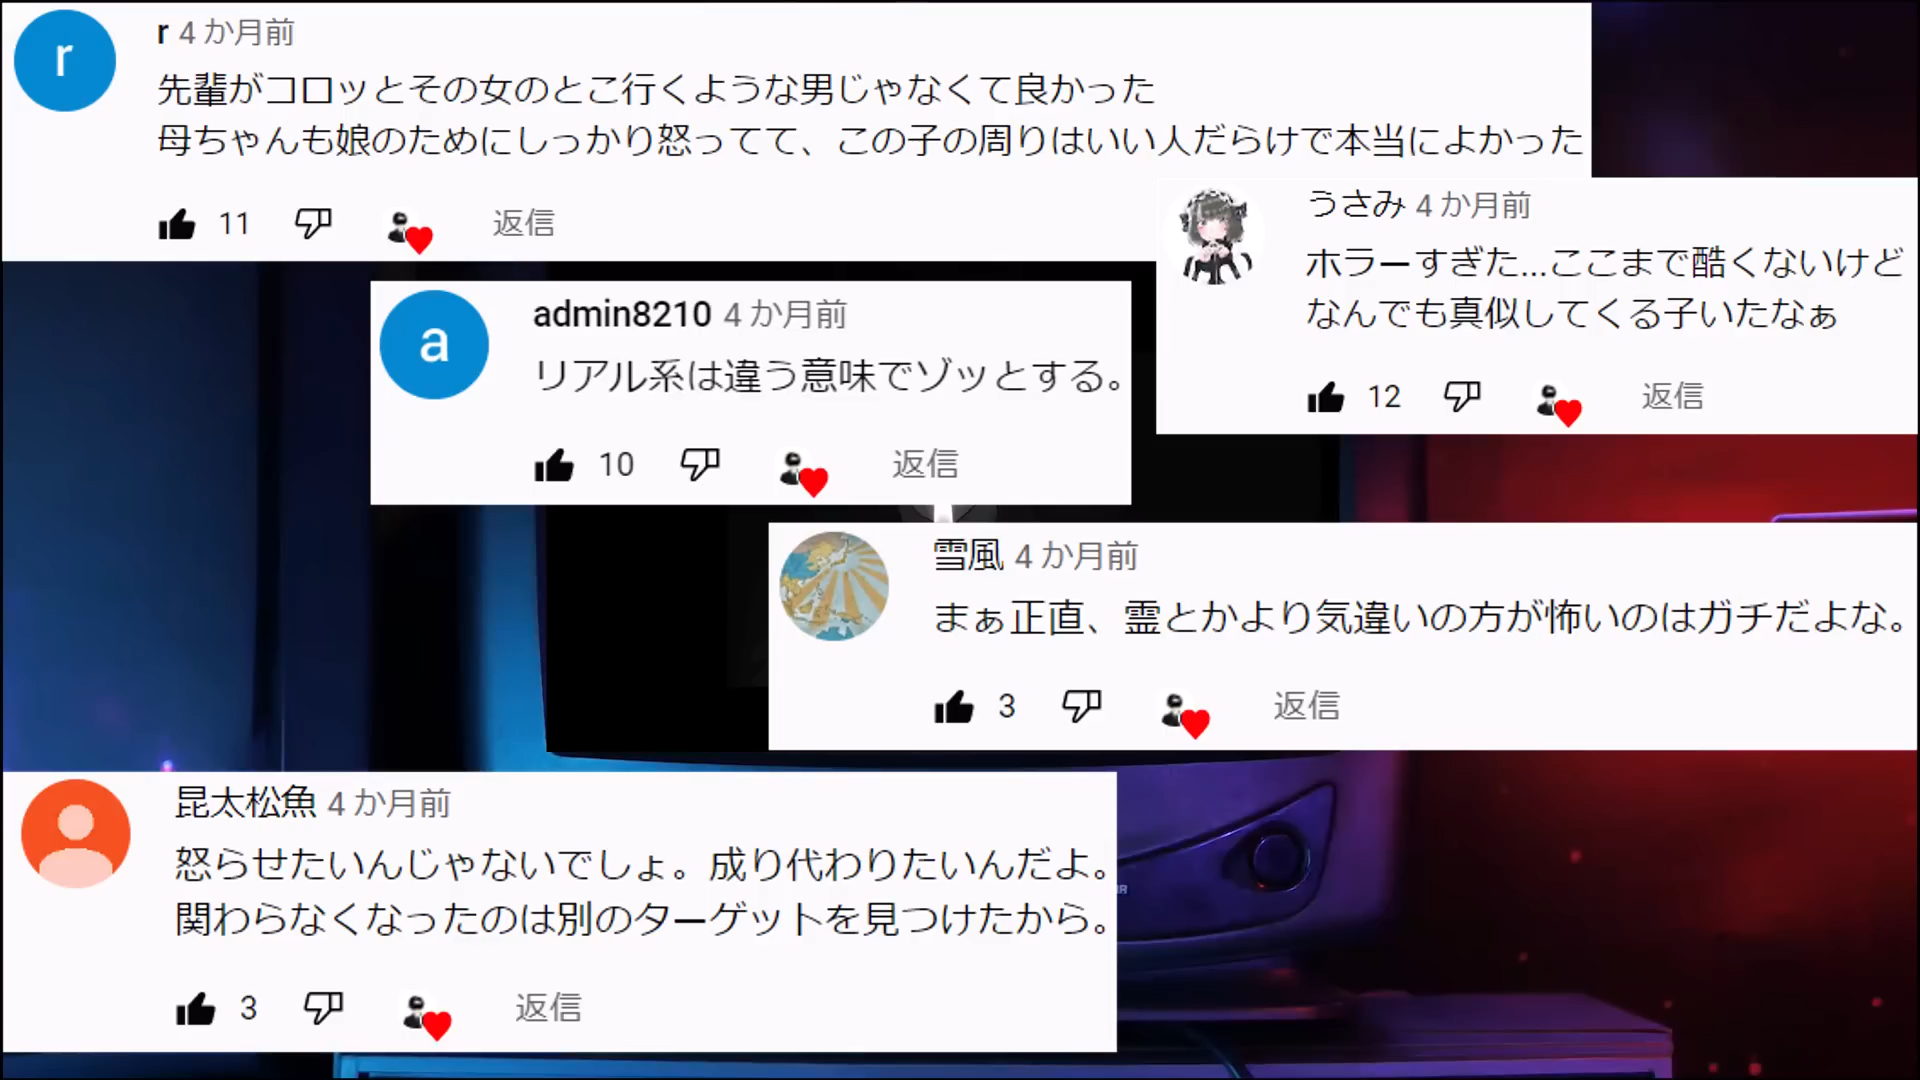 r
r 4 か月前
先輩がコロッとその女のとこ行くような男じゃなくて良かった
母ちゃんも娘のためにしっかり怒ってて、この子の周りはいい人だらけで本当によかった
11 返信
うさみ 4 か月前
ホラーすぎた...ここまで酷くないけど
なんでも真似してくる子いたなぁ
12 返信
a
admin8210 4 か月前
リアル系は違う意味でゾッとする。
10 返信
雪風 4 か月前
まぁ正直、霊とかより気違いの方が怖いのはガチだよな。
3 返信
昆太松魚 4 か月前
怒らせたいんじゃないでしょ。成り代わりたいんだよ。
関わらなくなったのは別のターゲットを見つけたから。
3 返信